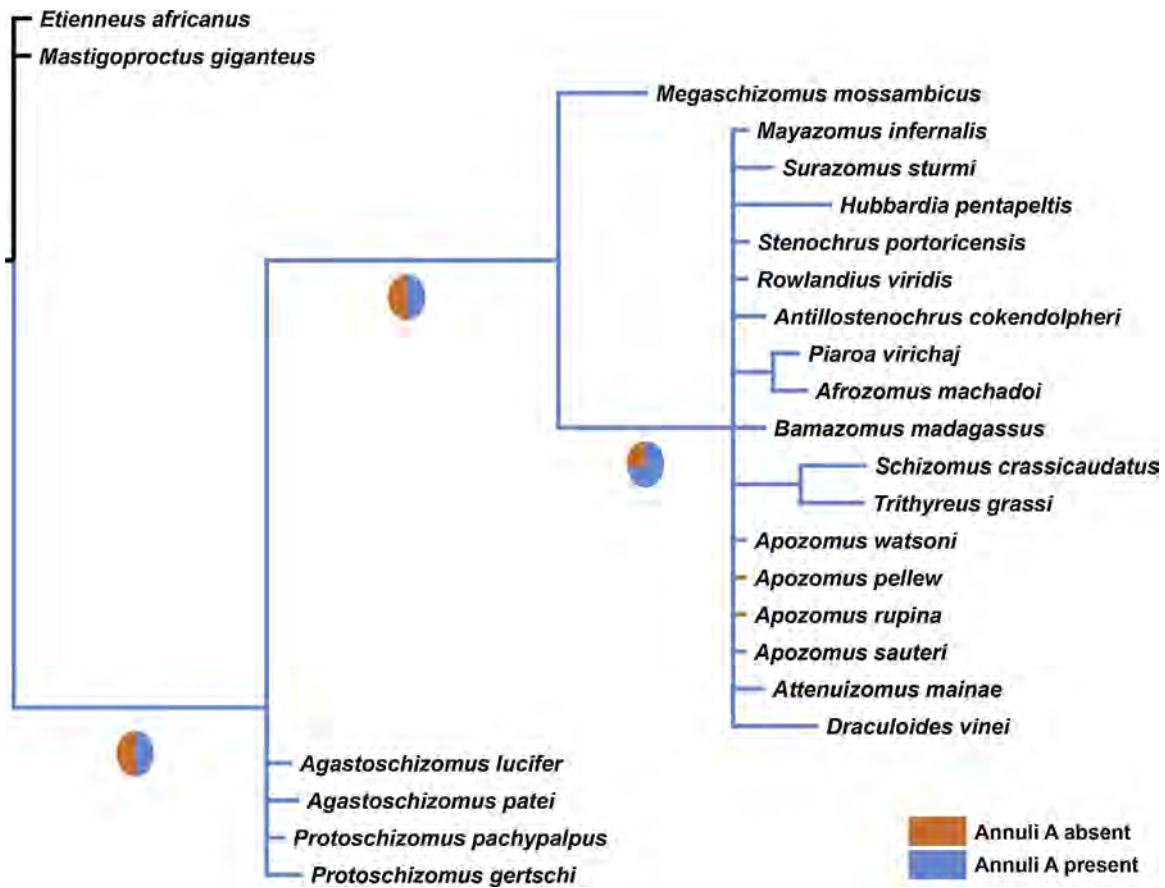 Etienneus africanus
Mastigoproctus giganteus
Megaschizomus mossambicus
Mayazomus infernalis
Surazomus sturmi
Hubbardia pentapeltis
Stenochrus portoricensis
Rowlandius viridis
Antillostenochrus cokendolpheri
Piaroa virichaj
Afrozomus machadoi
Bamazomus madagassus
Schizomus crassicaudatus
Trithyreus grassi
Apozomus watsoni
Apozomus pellew
Apozomus rupina
Apozomus sauteri
Attenuizomus mainae
Draculoides vinei
Agastoschizomus lucifer
Agastoschizomus patei
Protoschizomus pachypalpus
Protoschizomus gertschi
Annuli A absent
Annuli A present